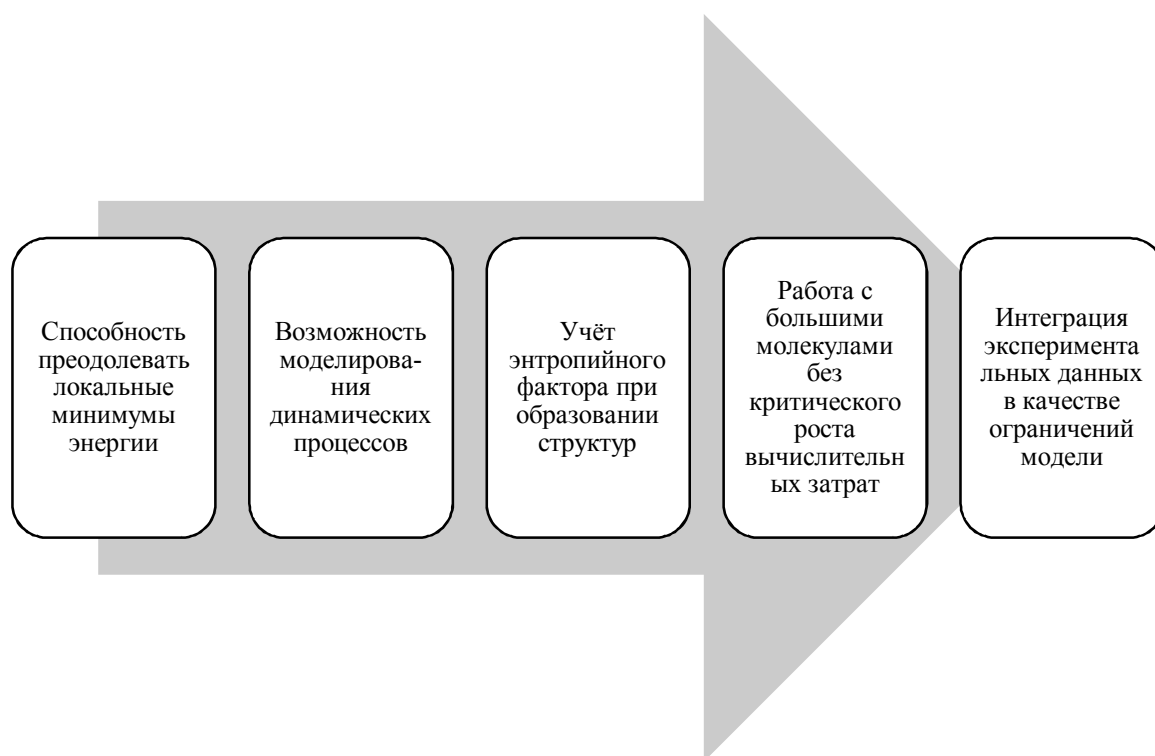 Способность
преодолевать
локальные
минимумы
энергии
Возможность
моделирова-
ния
динамических
процессов
Учёт
энтропийного
фактора при
образовании
структур
Работа с
большими
молекулами
без
критического
роста
вычислительн
ых затрат
Интеграция
эксперимента
льных данных
в качестве
ограничений
модели